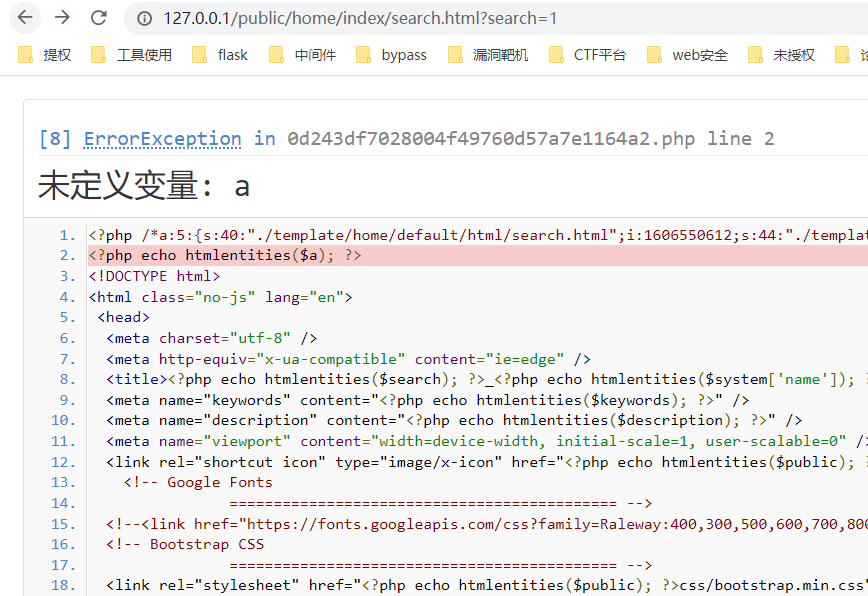 127.0.0.1/public/home/index/search.html?search=1
提权 工具使用 flask 中间件 bypass 漏洞靶机 CTF平台 web安全 未授权
[8] ErrorException in 0d243df7028004f49760d57a7e1164a2.php line 2
未定义变量: a
1. <?php /*a:5:{s:40:"./template/home/default/html/search.html";i:1606550612;s:44:"./templat
2. <?php echo htmlentities($a); ?>
3. <!DOCTYPE html>
4. <html class="no-js" lang="en">
5. <head>
6. <meta charset="utf-8" />
7. <meta http-equiv="x-ua-compatible" content="ie=edge" />
8. <title><?php echo htmlentities($search); ?>_<?php echo htmlentities($system['name']); ?
9. <meta name="keywords" content="<?php echo htmlentities($keywords); ?>" />
10. <meta name="description" content="<?php echo htmlentities($description); ?>" />
11. <meta name="viewport" content="width=device-width, initial-scale=1, user-scalable=0" />
12. <link rel="shortcut icon" type="image/x-icon" href="<?php echo htmlentities($public); ?
13. <!-- Google Fonts
14. ============================================ -->
15. <!--<link href="https://fonts.googleapis.com/css?family=Raleway:400,300,500,600,700,800
16. <!-- Bootstrap CSS
17. ============================================ -->
18. <link rel="stylesheet" href="<?php echo htmlentities($public); ?>css/bootstrap.min.css"